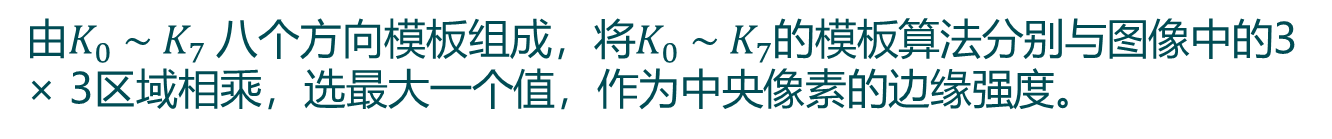 由K₀ ~ K₇ 八个方向模板组成，将K₀ ~ K₇的模板算法分别与图像中的3
× 3区域相乘，选最大一个值，作为中央像素的边缘强度。